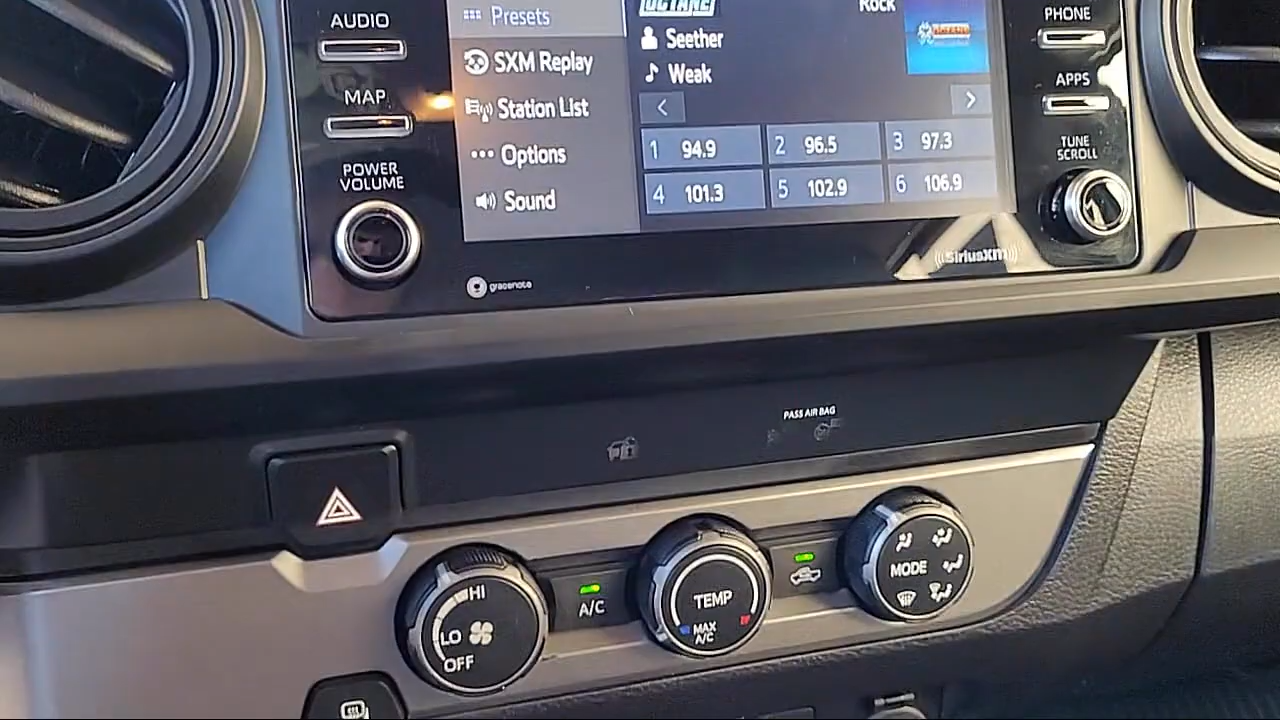 AUDIO
MAP
POWER
VOLUME
Presets
SXM Replay
Station List
Options
Sound
OCTANE
Rock
Seether
Weak
1 94.9
2 96.5
3 97.3
4 101.3
5 102.9
6 106.9
PHONE
APPS
TUNE
SCROLL
gracenote
SiriusXM
PASS AIR BAG
HI
LO
OFF
A/C
TEMP
MAX
A/C
MODE